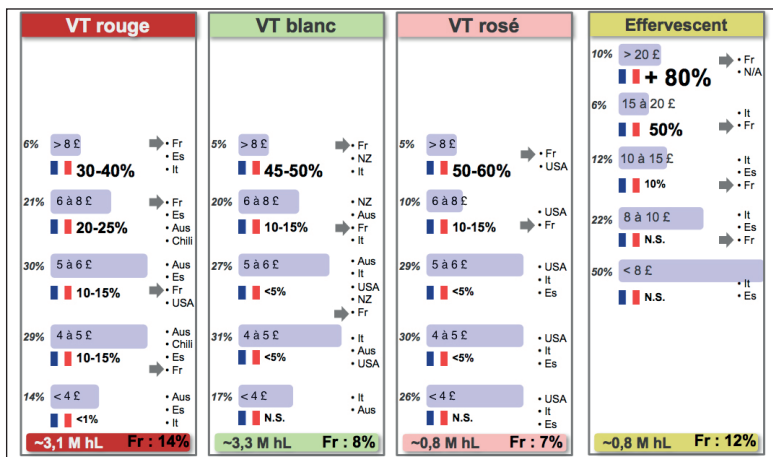 VT rouge
6%
> 8 £
30-40%
• Fr
• Es
• It
21%
6 à 8 £
20-25%
• Fr
• Es
• Aus
• Chili
30%
5 à 6 £
10-15%
• Aus
• Es
• Fr
• USA
29%
4 à 5 £
10-15%
• Aus
• Chili
• Es
• Fr
14%
< 4 £
<1%
• Aus
• Es
• It
~3,1 M hL Fr : 14%
VT blanc
5%
> 8 £
45-50%
• Fr
• NZ
• It
20%
6 à 8 £
10-15%
• NZ
• Aus
• Fr
• It
27%
5 à 6 £
<5%
• Aus
• It
• USA
• NZ
• Fr
31%
4 à 5 £
<5%
• It
• Aus
• USA
17%
< 4 £
N.S.
• It
• Aus
~3,3 M hL Fr : 8%
VT rosé
5%
> 8 £
50-60%
• Fr
• USA
10%
6 à 8 £
10-15%
• USA
• Fr
29%
5 à 6 £
<5%
• USA
• It
• Es
30%
4 à 5 £
<5%
• USA
• It
• Es
26%
< 4 £
N.S.
• USA
• It
• Es
~0,8 M hL Fr : 7%
Effervescent
10%
> 20 £
+ 80%
• Fr
• N/A
6%
15 à 20 £
50%
• It
• Fr
12%
10 à 15 £
10%
• It
• Es
• Fr
22%
8 à 10 £
N.S.
• It
• Es
• Fr
50%
< 8 £
N.S.
• It
• Es
~0,8 M hL Fr : 12%